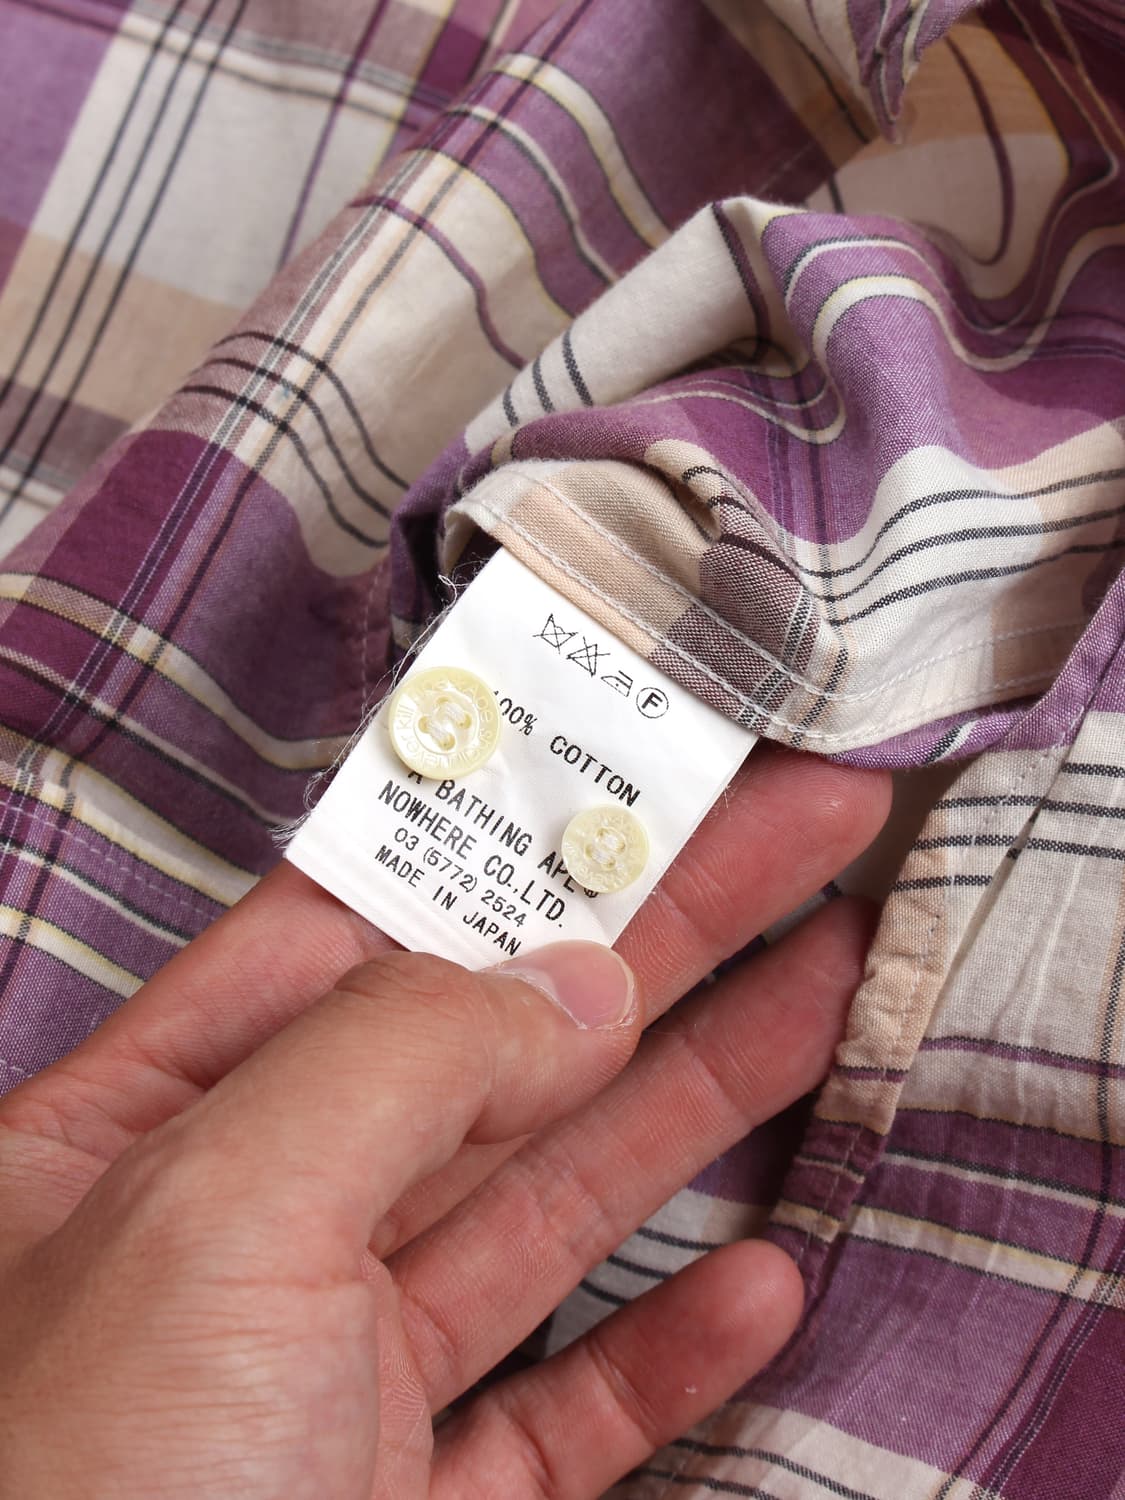 F
100% COTTON
A BATHING APE®
NOWHERE CO.,LTD.
03 (5772) 2524
MADE IN JAPAN